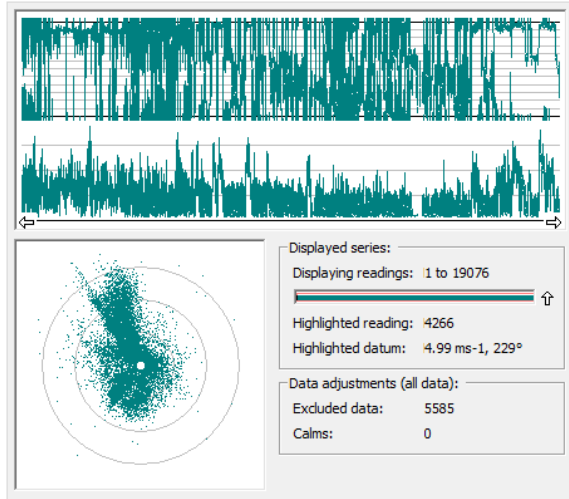 Displayed series:
Displaying readings: 1 to 19076
Highlighted reading: 4266
Highlighted datum: 4.99 ms-1, 229°
Data adjustments (all data):
Excluded data: 5585
Calms: 0